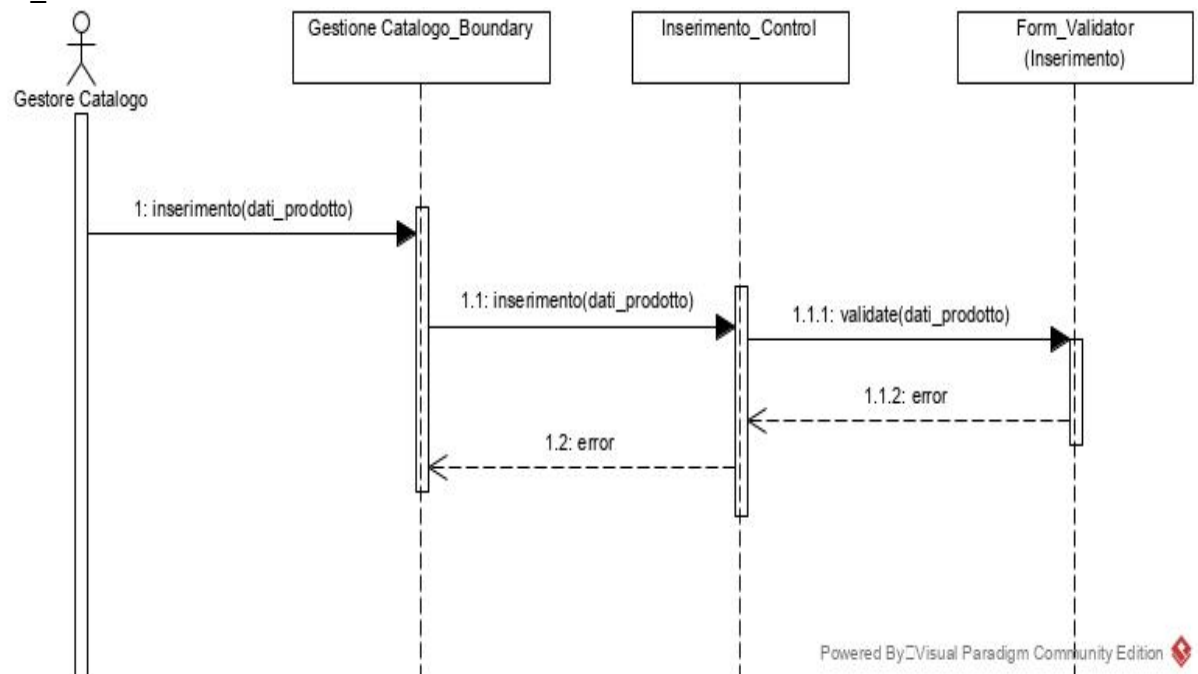 Gestione Catalogo_Boundary
Inserimento_Control
Form_Validator
(Inserimento)
Gestore Catalogo
1: inserimento(dati_prodotto)
1.1: inserimento(dati_prodotto)
1.1.1: validate(dati_prodotto)
1.1.2: error
1.2: error
Powered By Visual Paradigm Community Edition